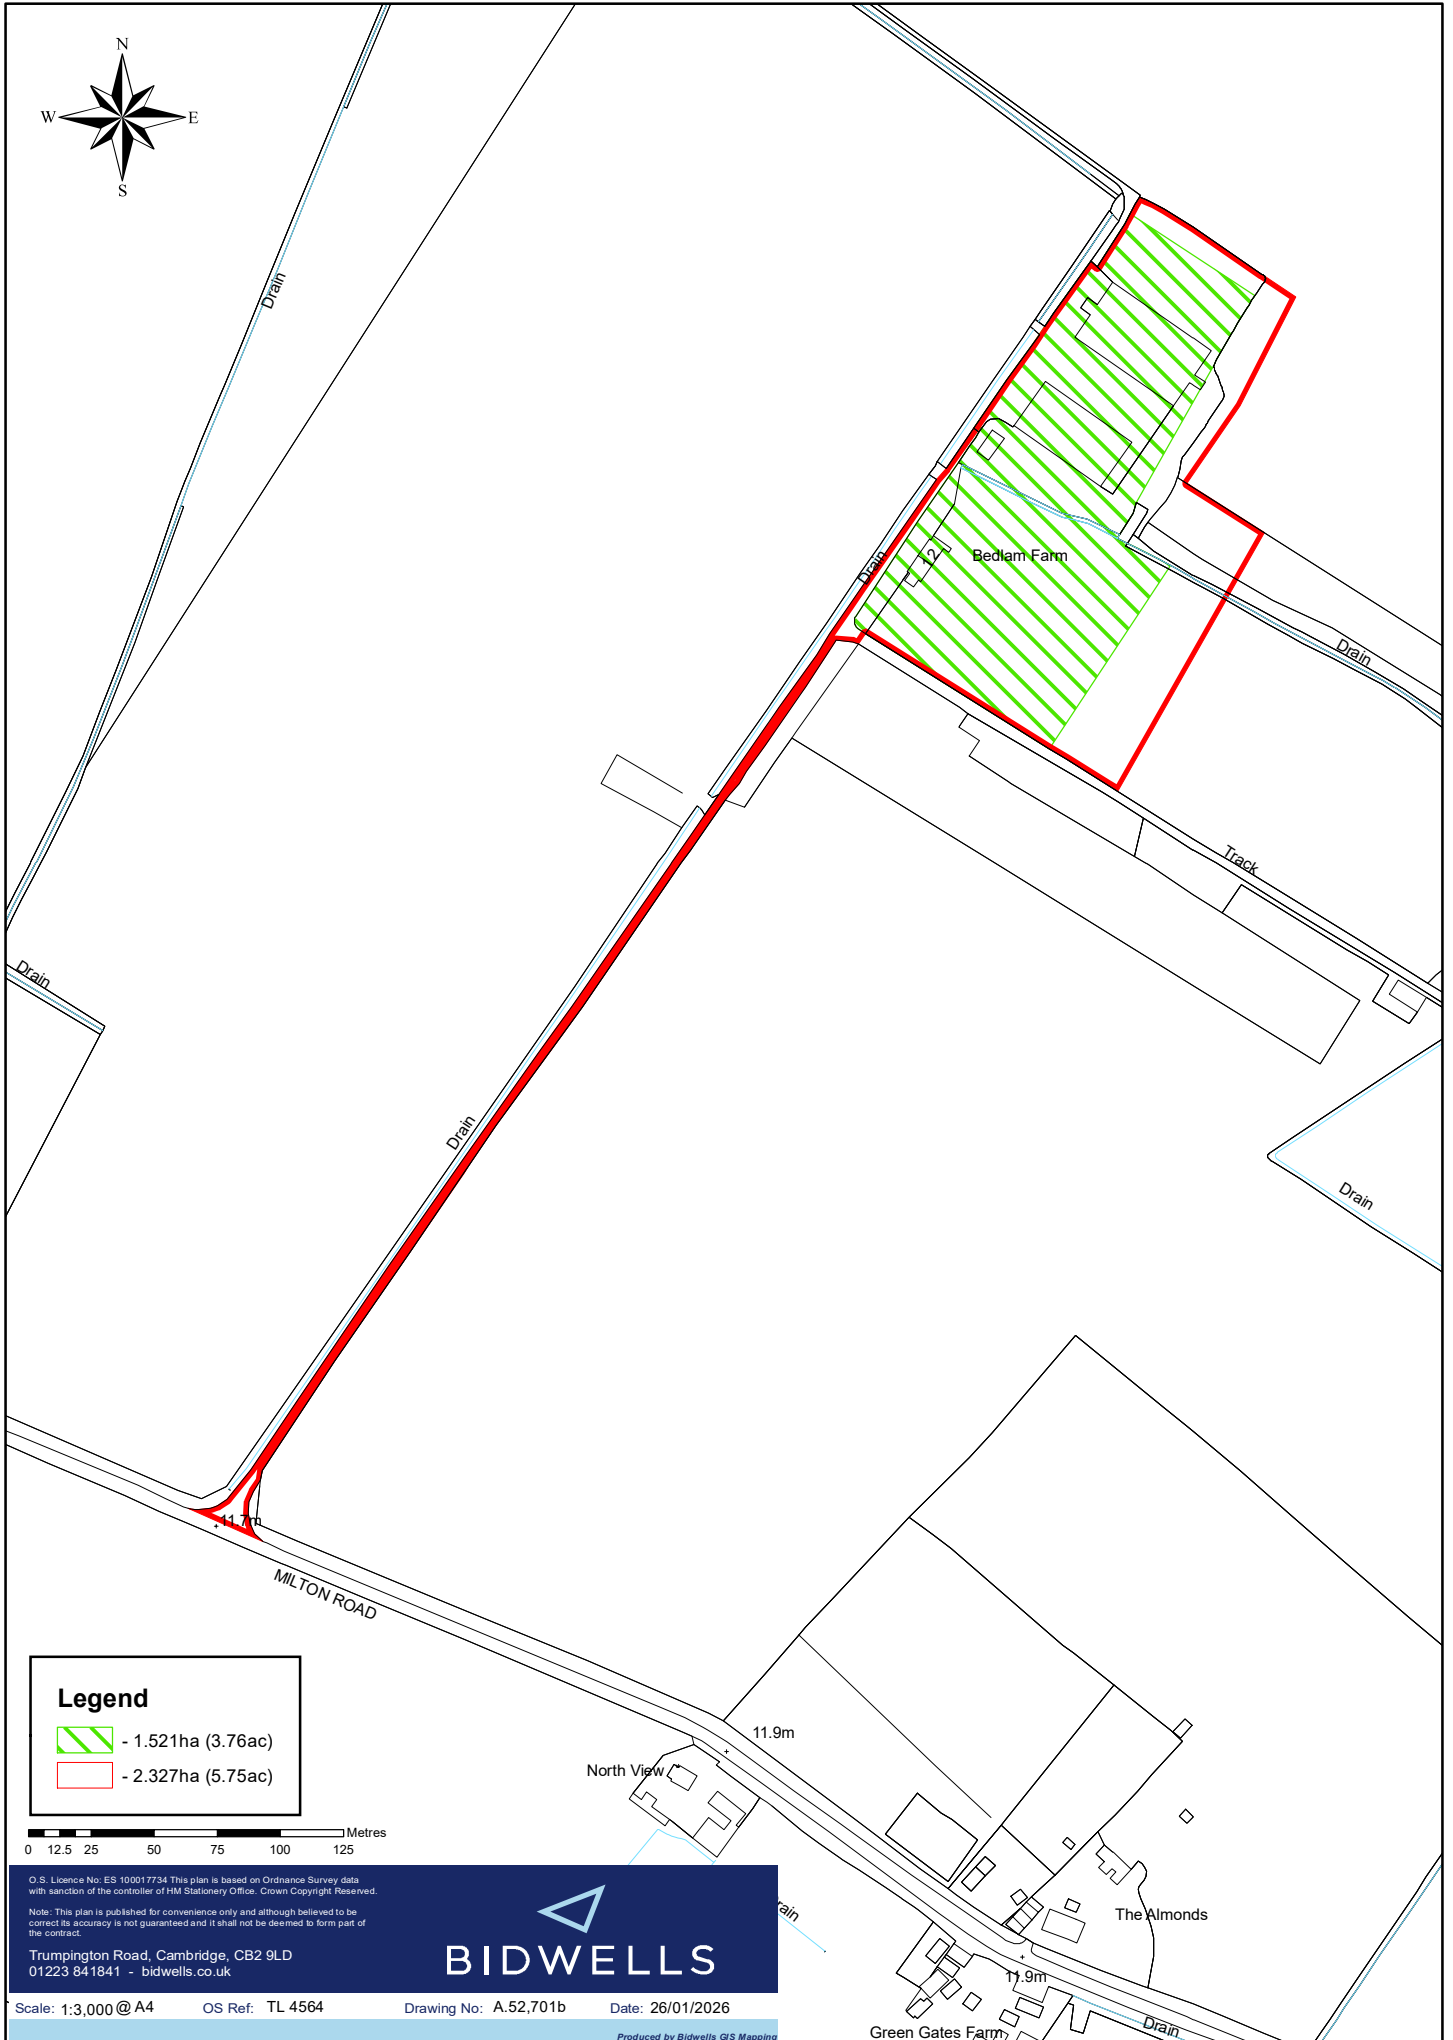 N
W E
S
Drain
Drain
12
Bedlam Farm
Drain
Track
Drain
Drain
Drain
11.7m
MILTON ROAD
11.9m
North View
The Almonds
11.9m
Green Gates Farm
Drain
Legend
- 1.521ha (3.76ac)
- 2.327ha (5.75ac)
Metres
0 12.5 25 50 75 100 125
O.S. Licence No: ES 100017734 This plan is based on Ordnance Survey data
with sanction of the controller of HM Stationery Office. Crown Copyright Reserved.
Note: This plan is published for convenience only and although believed to be
correct its accuracy is not guaranteed and it shall not be deemed to form part of
the contract.
Trumpington Road, Cambridge, CB2 9LD
01223 841841 - bidwells.co.uk
BIDWELLS
Scale: 1:3,000 @ A4 OS Ref: TL 4564 Drawing No: A.52,701b Date: 26/01/2026
Produced by Bidwells GIS Mapping